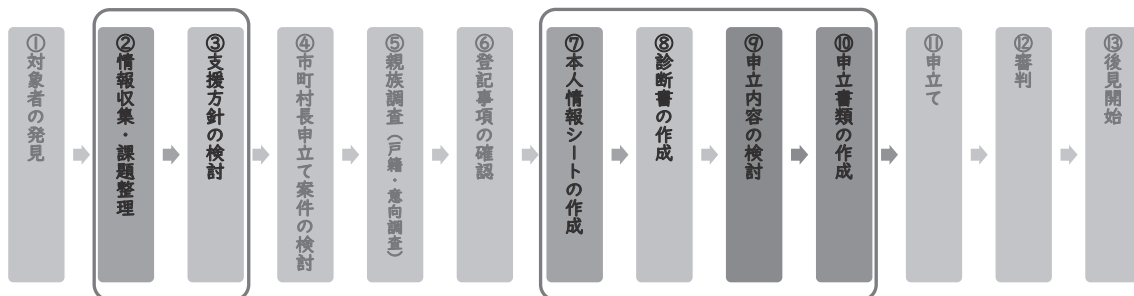 ①対象者の発見
②情報収集・課題整理
③支援方針の検討
④市町村長申立て案件の検討
⑤親族調査（戸籍・意向調査）
⑥登記事項の確認
⑦本人情報シートの作成
⑧診断書の作成
⑨申立内容の検討
⑩申立書類の作成
⑪申立て
⑫審判
⑬後見開始